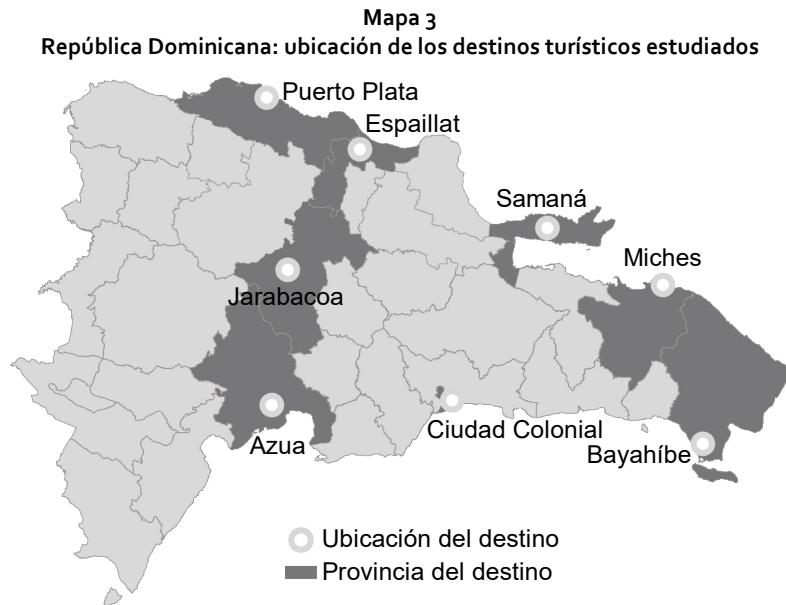 Mapa 3
República Dominicana: ubicación de los destinos turísticos estudiados
Puerto Plata
Espaillat
Samaná
Miches
Jarabacoa
Ciudad Colonial
Azua
Bayahíbe
Ubicación del destino
Provincia del destino